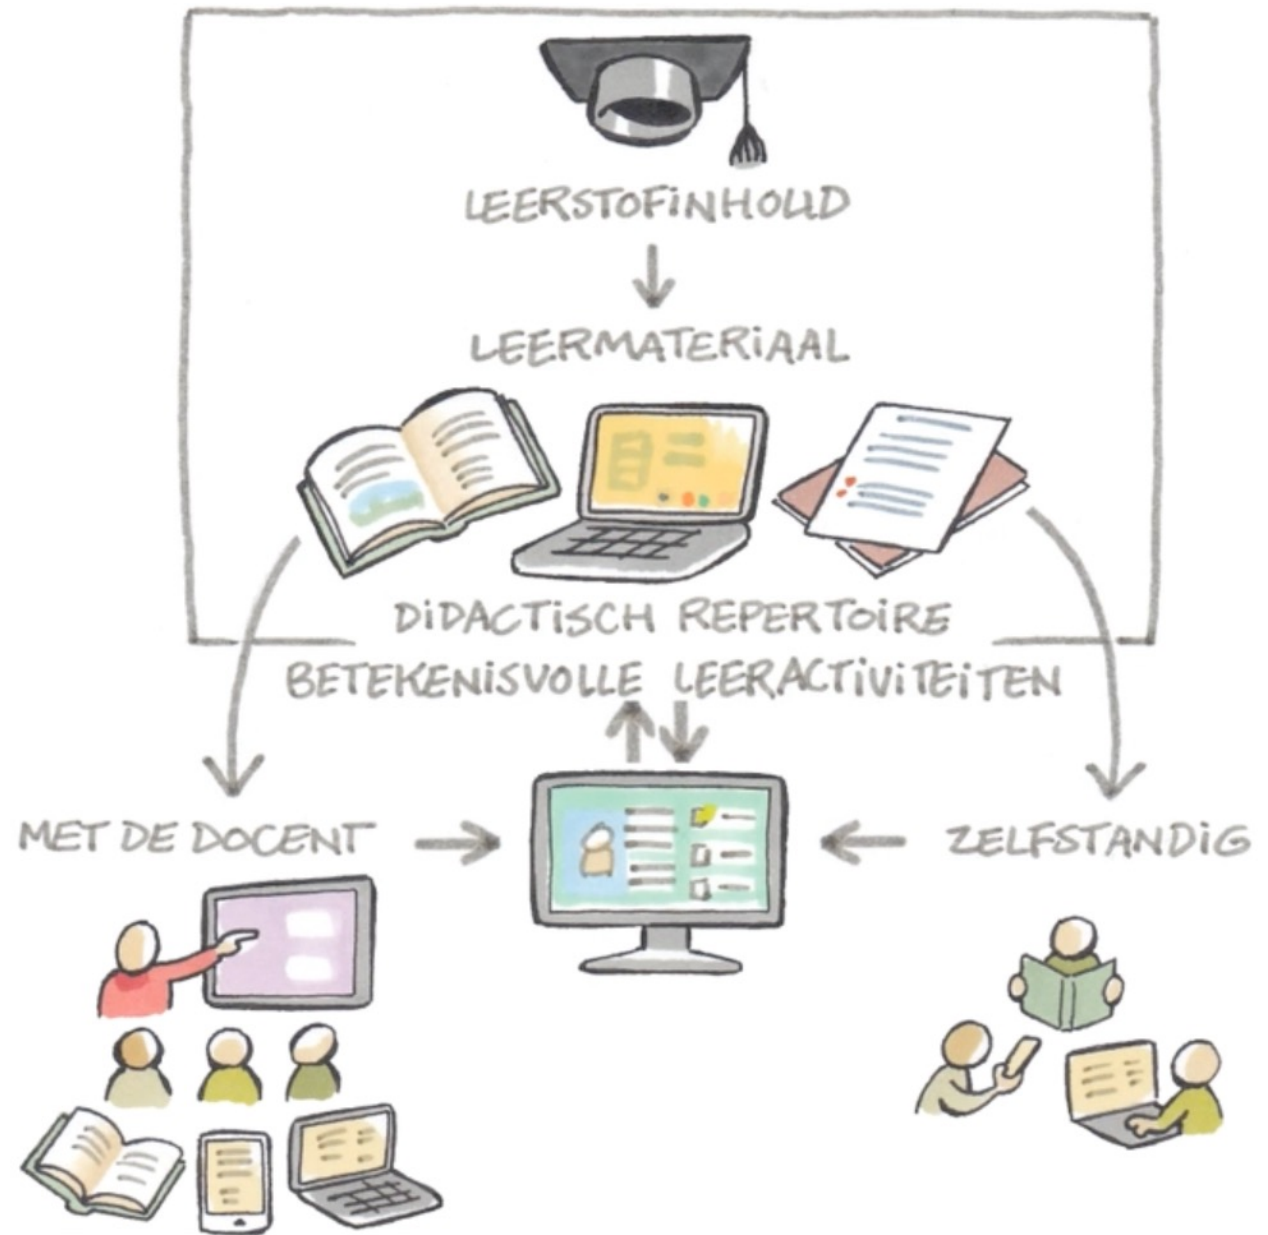 LEERSTOFINHOUD
LEERMATERIAAL
DIDACTISCH REPERTOIRE
BETEKENISVOLLE LEERACTIVITEITEN
MET DE DOCENT
ZELFSTANDIG